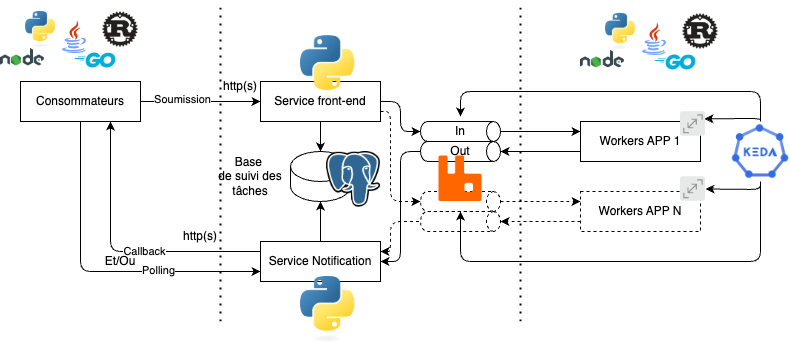 node
GO
R
node
GO
R
http(s)
Consommateurs
Soumission
Service front-end
In
Out
Workers APP 1
KEDA
Base
de suivi des
tâches
Workers APP N
http(s)
Callback
Et/Ou
Polling
Service Notification